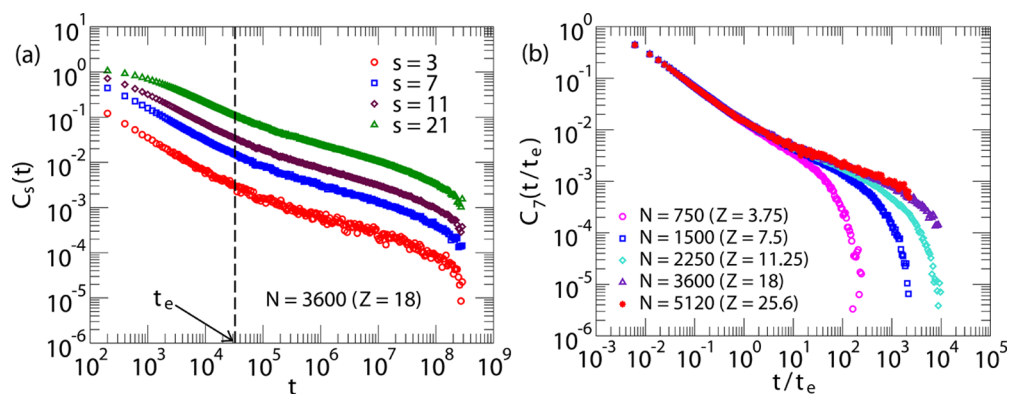 (a)
C_s(t)
10^1
10^0
10^-1
10^-2
10^-3
10^-4
10^-5
10^-6
s = 3
s = 7
s = 11
s = 21
t_e
N = 3600 (Z = 18)
10^2 10^3 10^4 10^5 10^6 10^7 10^8 10^9
t
(b)
C_7(t/t_e)
10^0
10^-1
10^-2
10^-3
10^-4
10^-5
10^-6
N = 750 (Z = 3.75)
N = 1500 (Z = 7.5)
N = 2250 (Z = 11.25)
N = 3600 (Z = 18)
N = 5120 (Z = 25.6)
10^-3 10^-2 10^-1 10^0 10^1 10^2 10^3 10^4 10^5
t/t_e